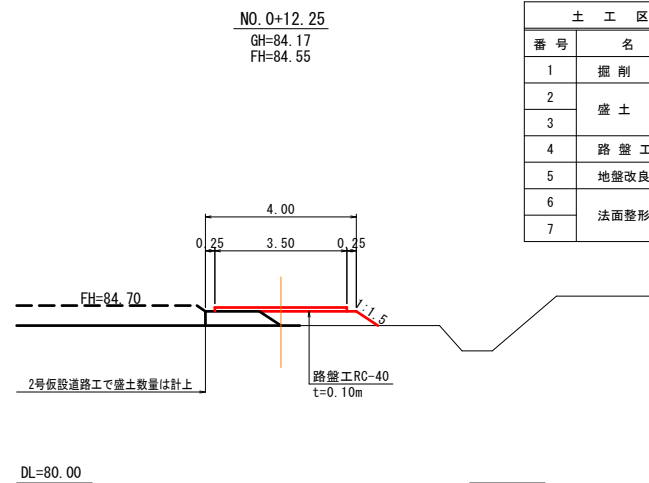 NO.0+12.25
GH=84.17
FH=84.55
土 工 区
番 号 名
1 掘 削
2
盛 土
3
4 路 盤 工
5 地盤改良
6
法面整形
7
4.00
0.25 3.50 0.25
FH=84.70
1:1.5
2号仮設道路工で盛土数量は計上
路盤工RC-40
t=0.10m
DL=80.00